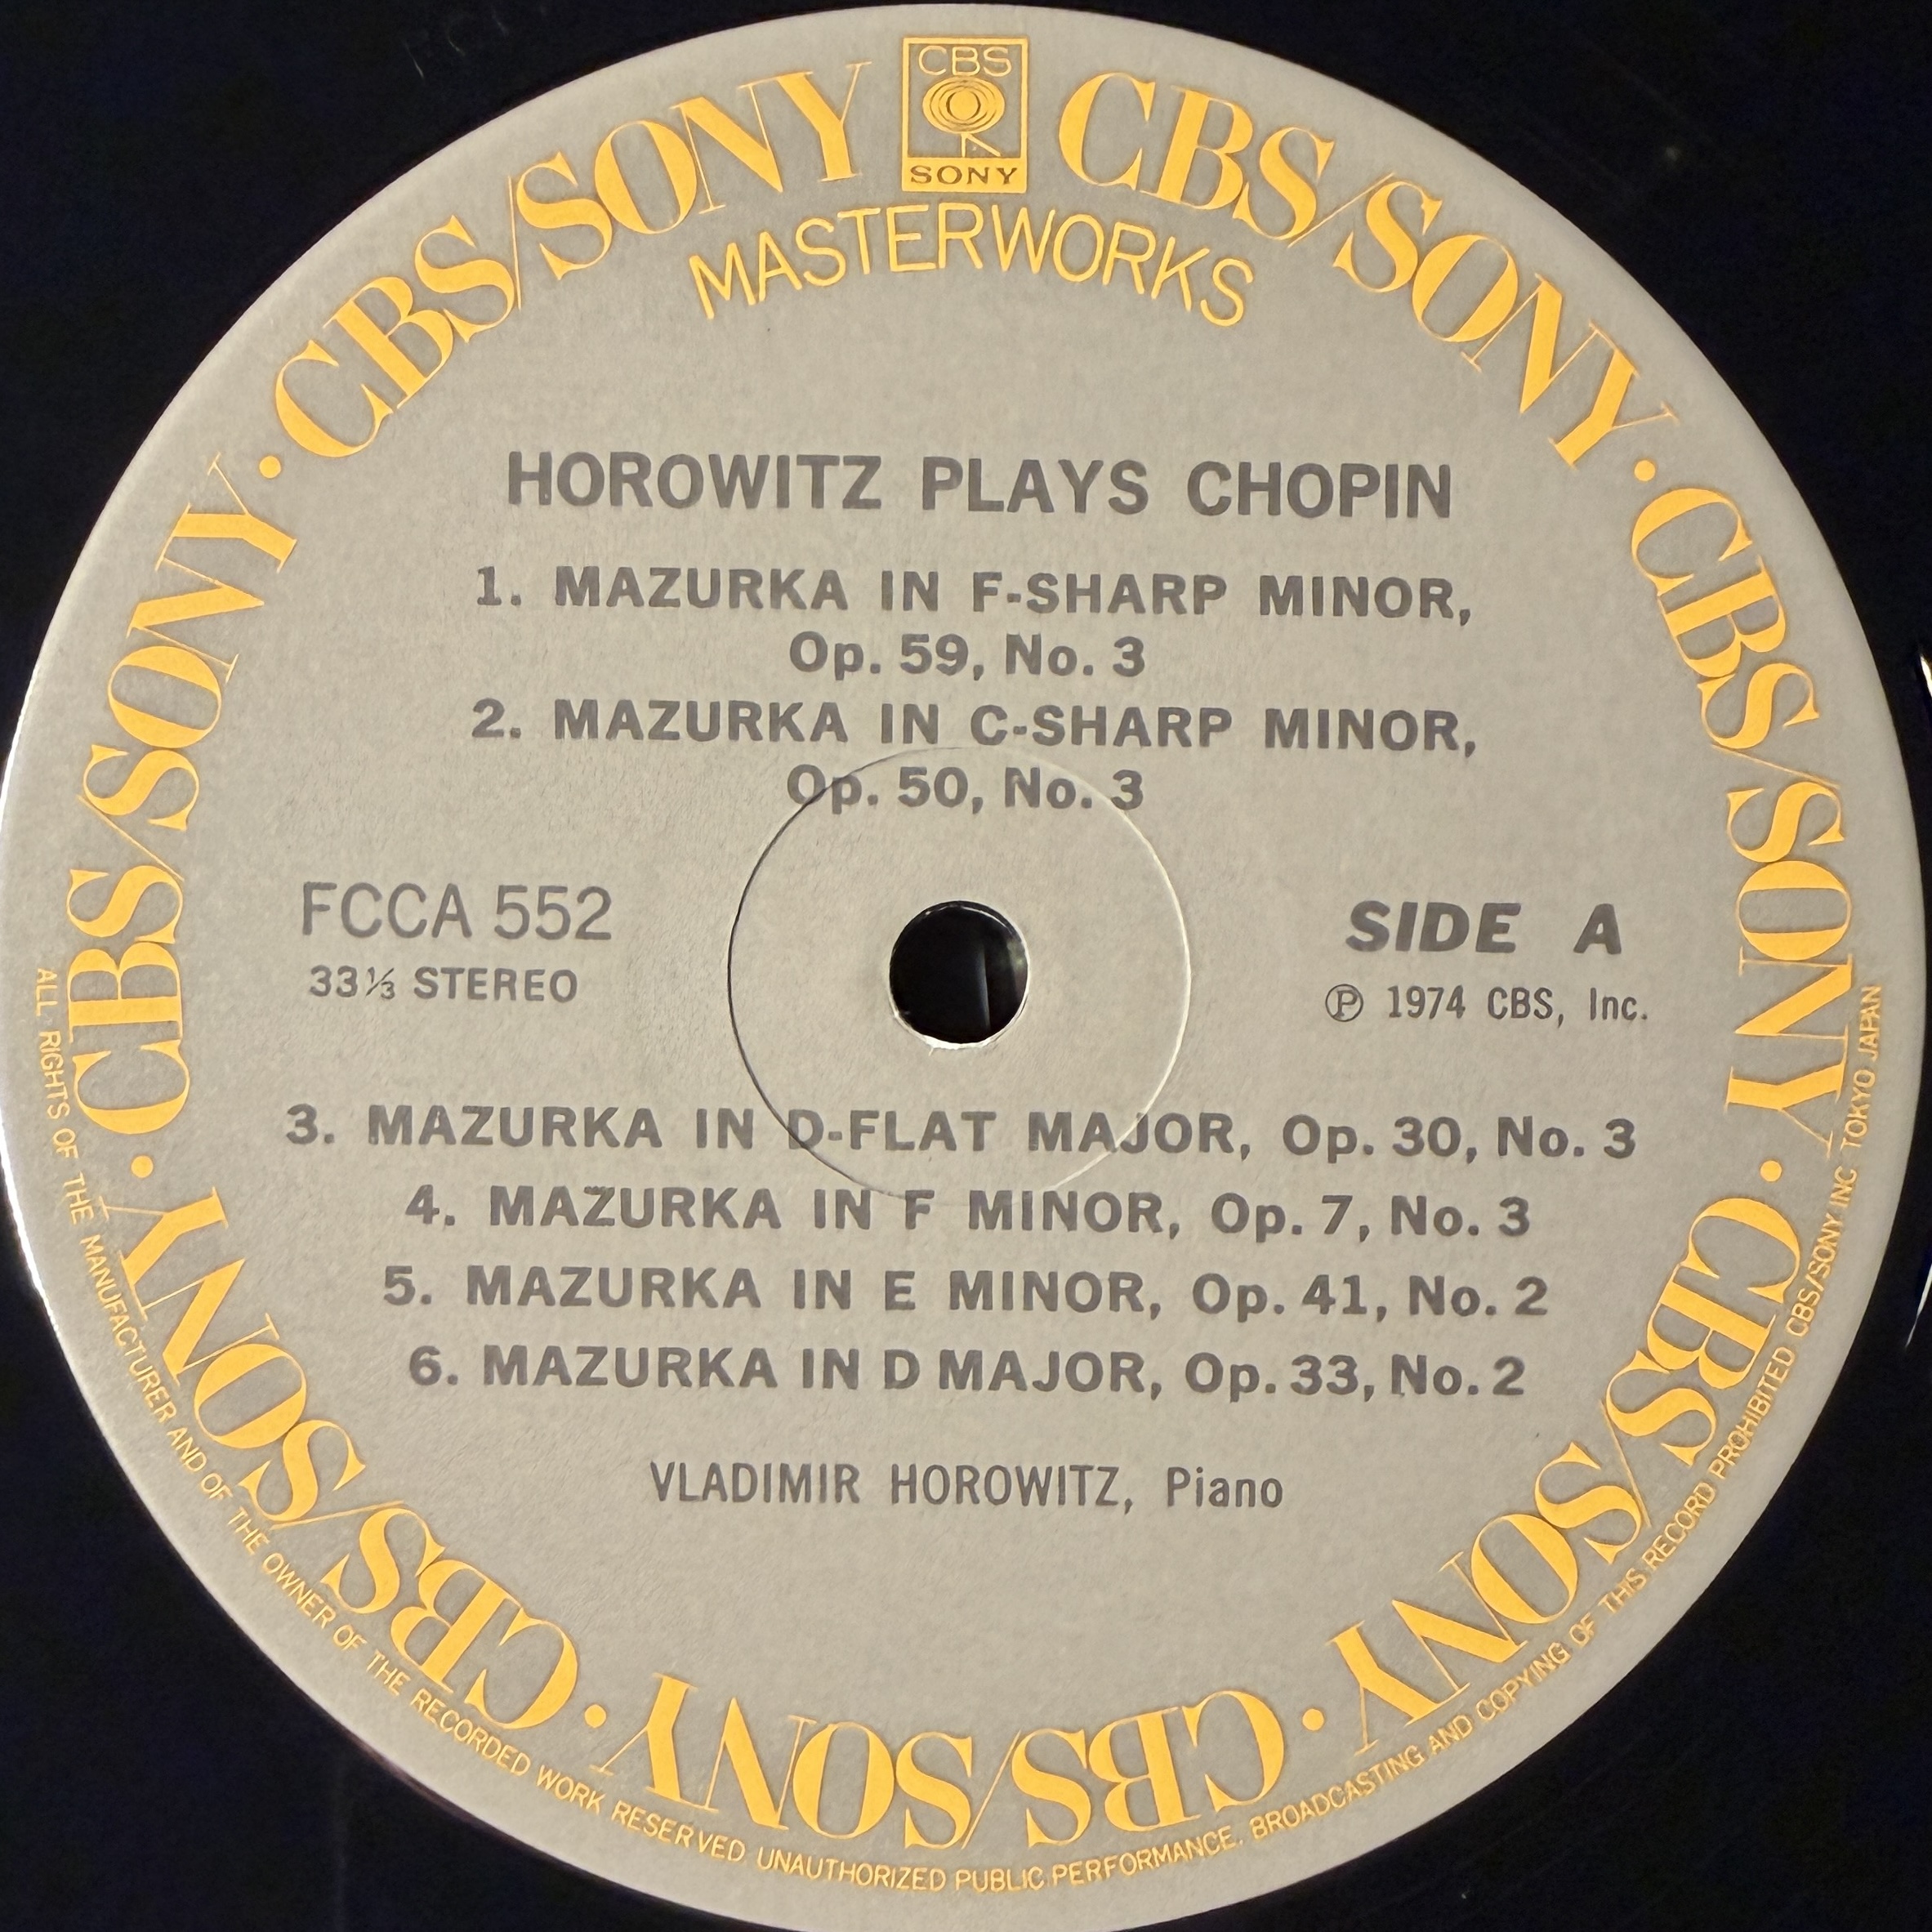 CBS
SONY
CBS/SONY · CBS/SONY · CBS/SONY · CBS/SONY · CBS/SONY · CBS/SONY · CBS/SONY · CBS/SONY
MASTERWORKS
HOROWITZ PLAYS CHOPIN
1. MAZURKA IN F-SHARP MINOR,
Op. 59, No. 3
2. MAZURKA IN C-SHARP MINOR,
Op. 50, No. 3
FCCA 552
33⅓ STEREO
SIDE A
Ⓟ 1974 CBS, Inc.
3. MAZURKA IN D-FLAT MAJOR, Op. 30, No. 3
4. MAZURKA IN F MINOR, Op. 7, No. 3
5. MAZURKA IN E MINOR, Op. 41, No. 2
6. MAZURKA IN D MAJOR, Op. 33, No. 2
VLADIMIR HOROWITZ, Piano
ALL RIGHTS OF THE MANUFACTURER AND OF THE OWNER OF THE RECORDED WORK RESERVED. UNAUTHORIZED PUBLIC PERFORMANCE. BROADCASTING AND COPYING OF THIS RECORD PROHIBITED CBS/SONY INC TOKYO JAPAN